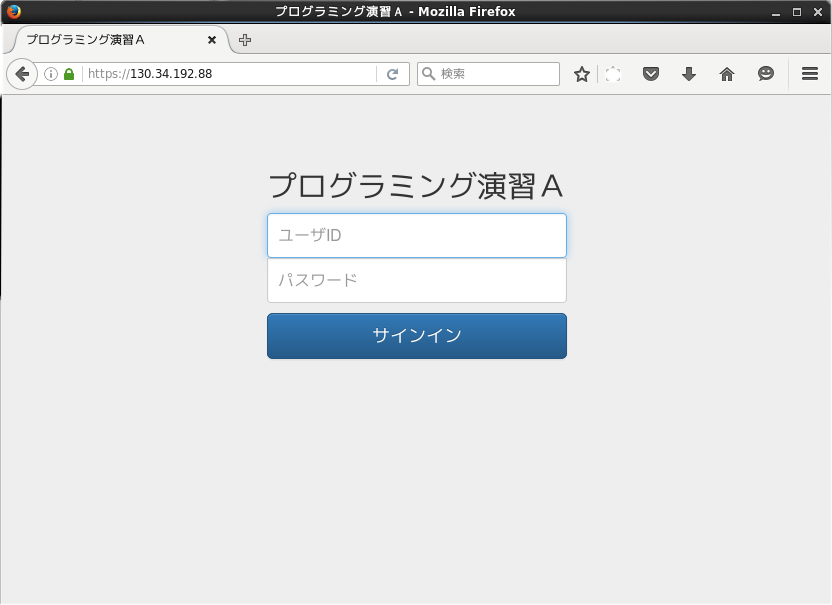 プログラミング演習Ａ - Mozilla Firefox
プログラミング演習Ａ
https://130.34.192.88
検索
プログラミング演習Ａ
ユーザID
パスワード
サインイン